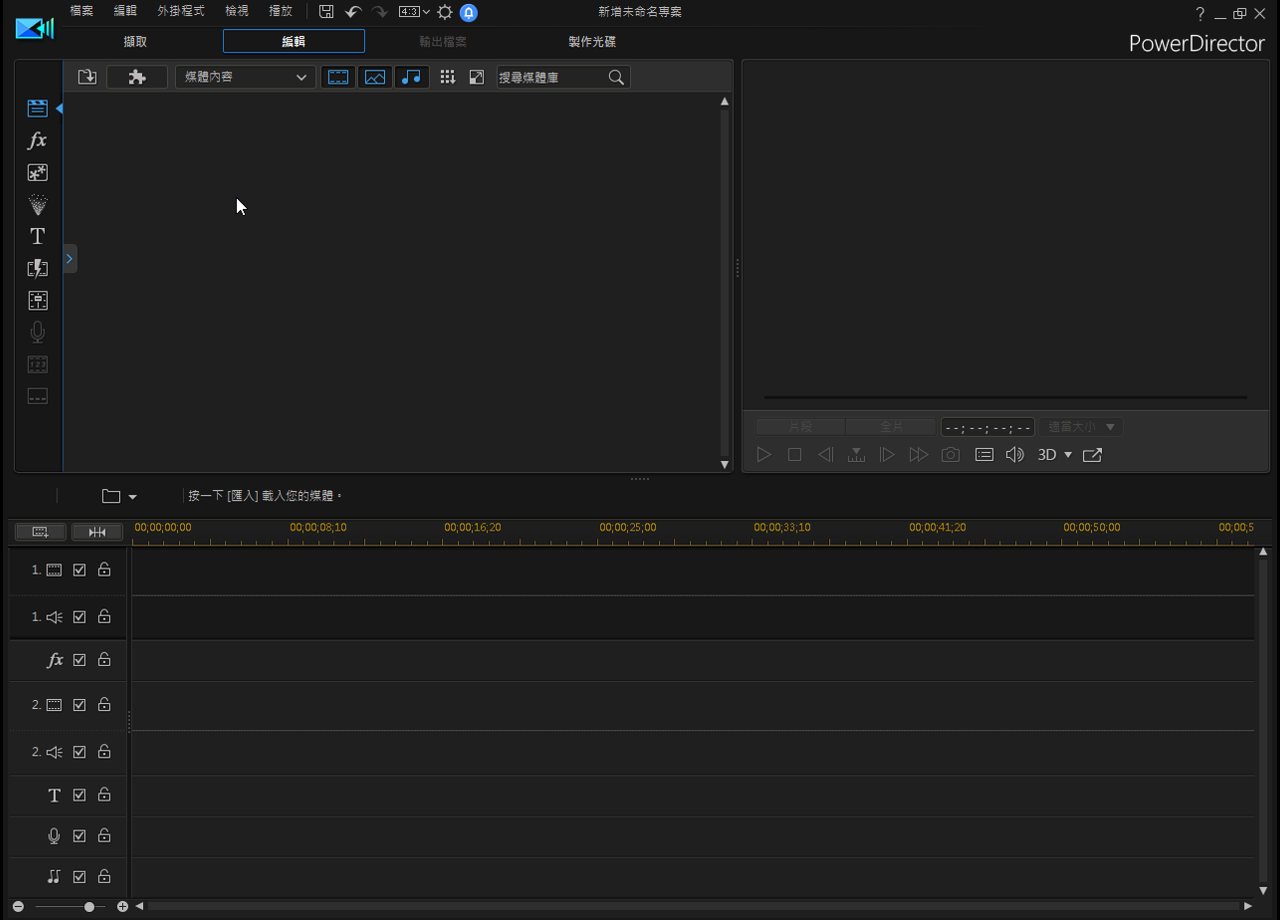 檔案 編輯 外掛程式 檢視 播放 4:3 新增未命名專案 ?
擷取 編輯 輸出檔案 製作光碟 PowerDirector
媒體內容 搜尋媒體庫
fx
T
123
片段 全片 --;--;--;-- 適當大小
3D
按一下 [匯入] 載入您的媒體。
00;00;00;00 00;00;08;10 00;00;16;20 00;00;25;00 00;00;33;10 00;00;41;20 00;00;50;00 00;00;5
1.
1.
fx
2.
2.
T